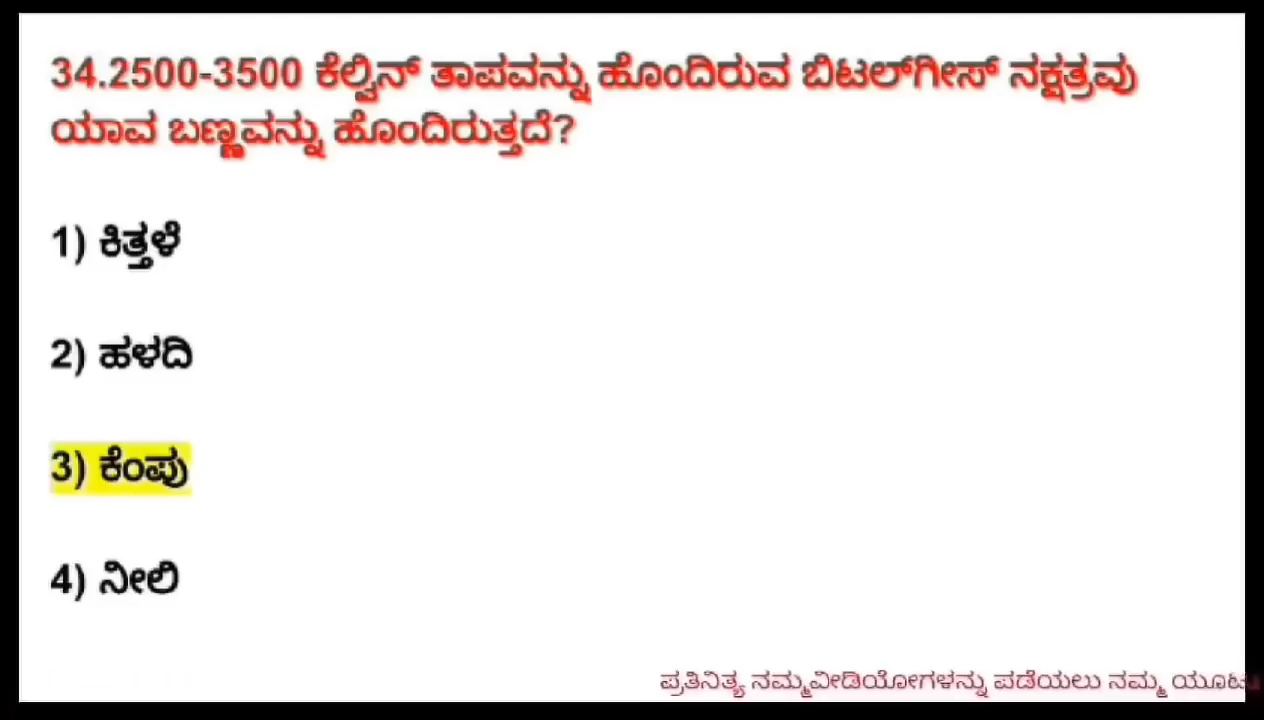 34.2500-3500 ಕೆಲ್ವಿನ್ ತಾಪವನ್ನು ಹೊಂದಿರುವ ಬಿಟಲ್‌ಗೀಸ್ ನಕ್ಷತ್ರವು
ಯಾವ ಬಣ್ಣವನ್ನು ಹೊಂದಿರುತ್ತದೆ?
1) ಕಿತ್ತಳೆ
2) ಹಳದಿ
3) ಕೆಂಪು
4) ನೀಲಿ
ಪ್ರತಿನಿತ್ಯ ನಮ್ಮವೀಡಿಯೋಗಳನ್ನು ಪಡೆಯಲು ನಮ್ಮ